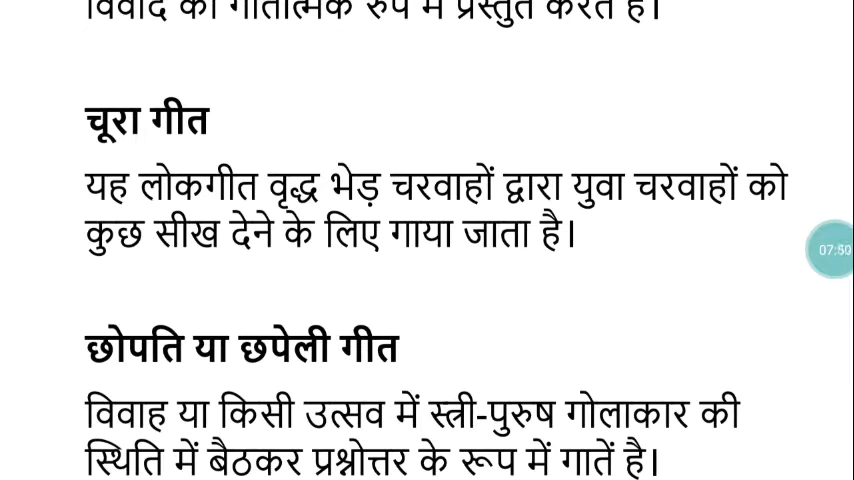 विवाद को गीतात्मक रुप में प्रस्तुत करते है।
चूरा गीत
यह लोकगीत वृद्ध भेड़ चरवाहों द्वारा युवा चरवाहों को
कुछ सीख देने के लिए गाया जाता है।
07:50
छोपति या छपेली गीत
विवाह या किसी उत्सव में स्त्री-पुरुष गोलाकार की
स्थिति में बैठकर प्रश्नोत्तर के रूप में गातें है।